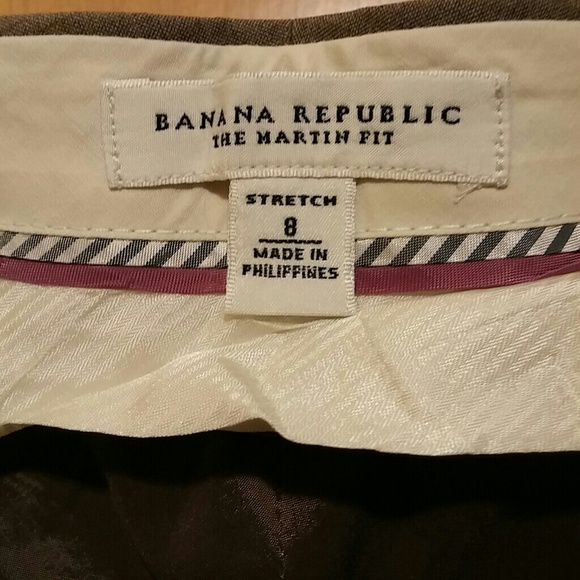 BANANA REPUBLIC
THE MARTIN FIT
STRETCH
8
MADE IN
PHILIPPINES